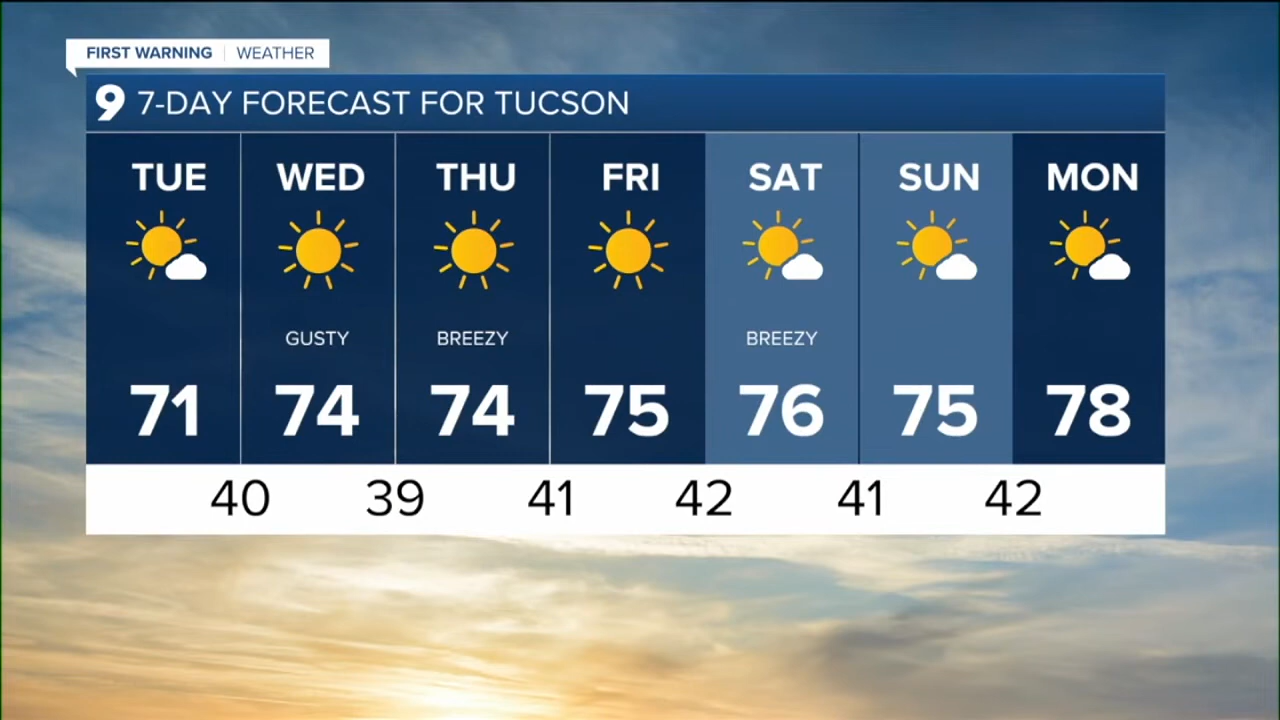 FIRST WARNING | WEATHER
9 7-DAY FORECAST FOR TUCSON
TUE WED THU FRI SAT SUN MON
GUSTY BREEZY BREEZY
71 74 74 75 76 75 78
40 39 41 42 41 42